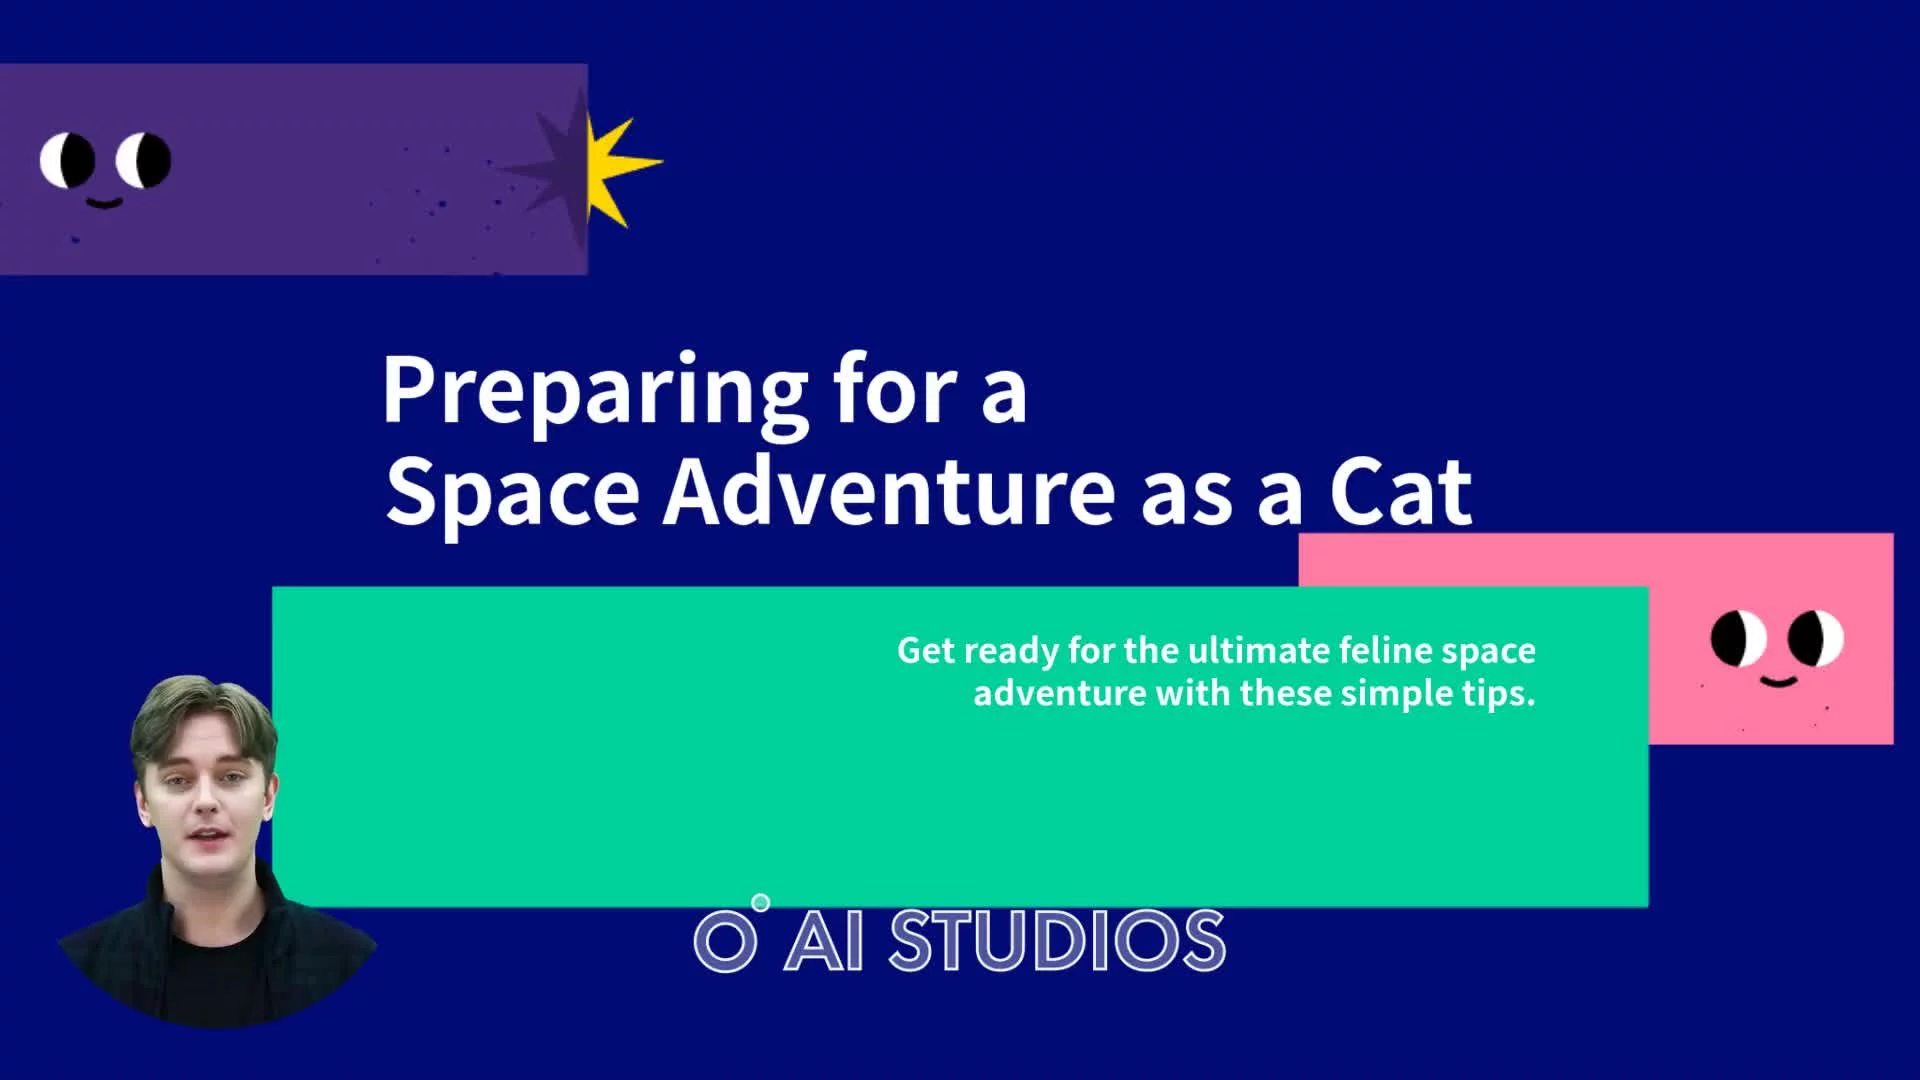 Preparing for a
Space Adventure as a Cat
Get ready for the ultimate feline space
adventure with these simple tips.
AI STUDIOS